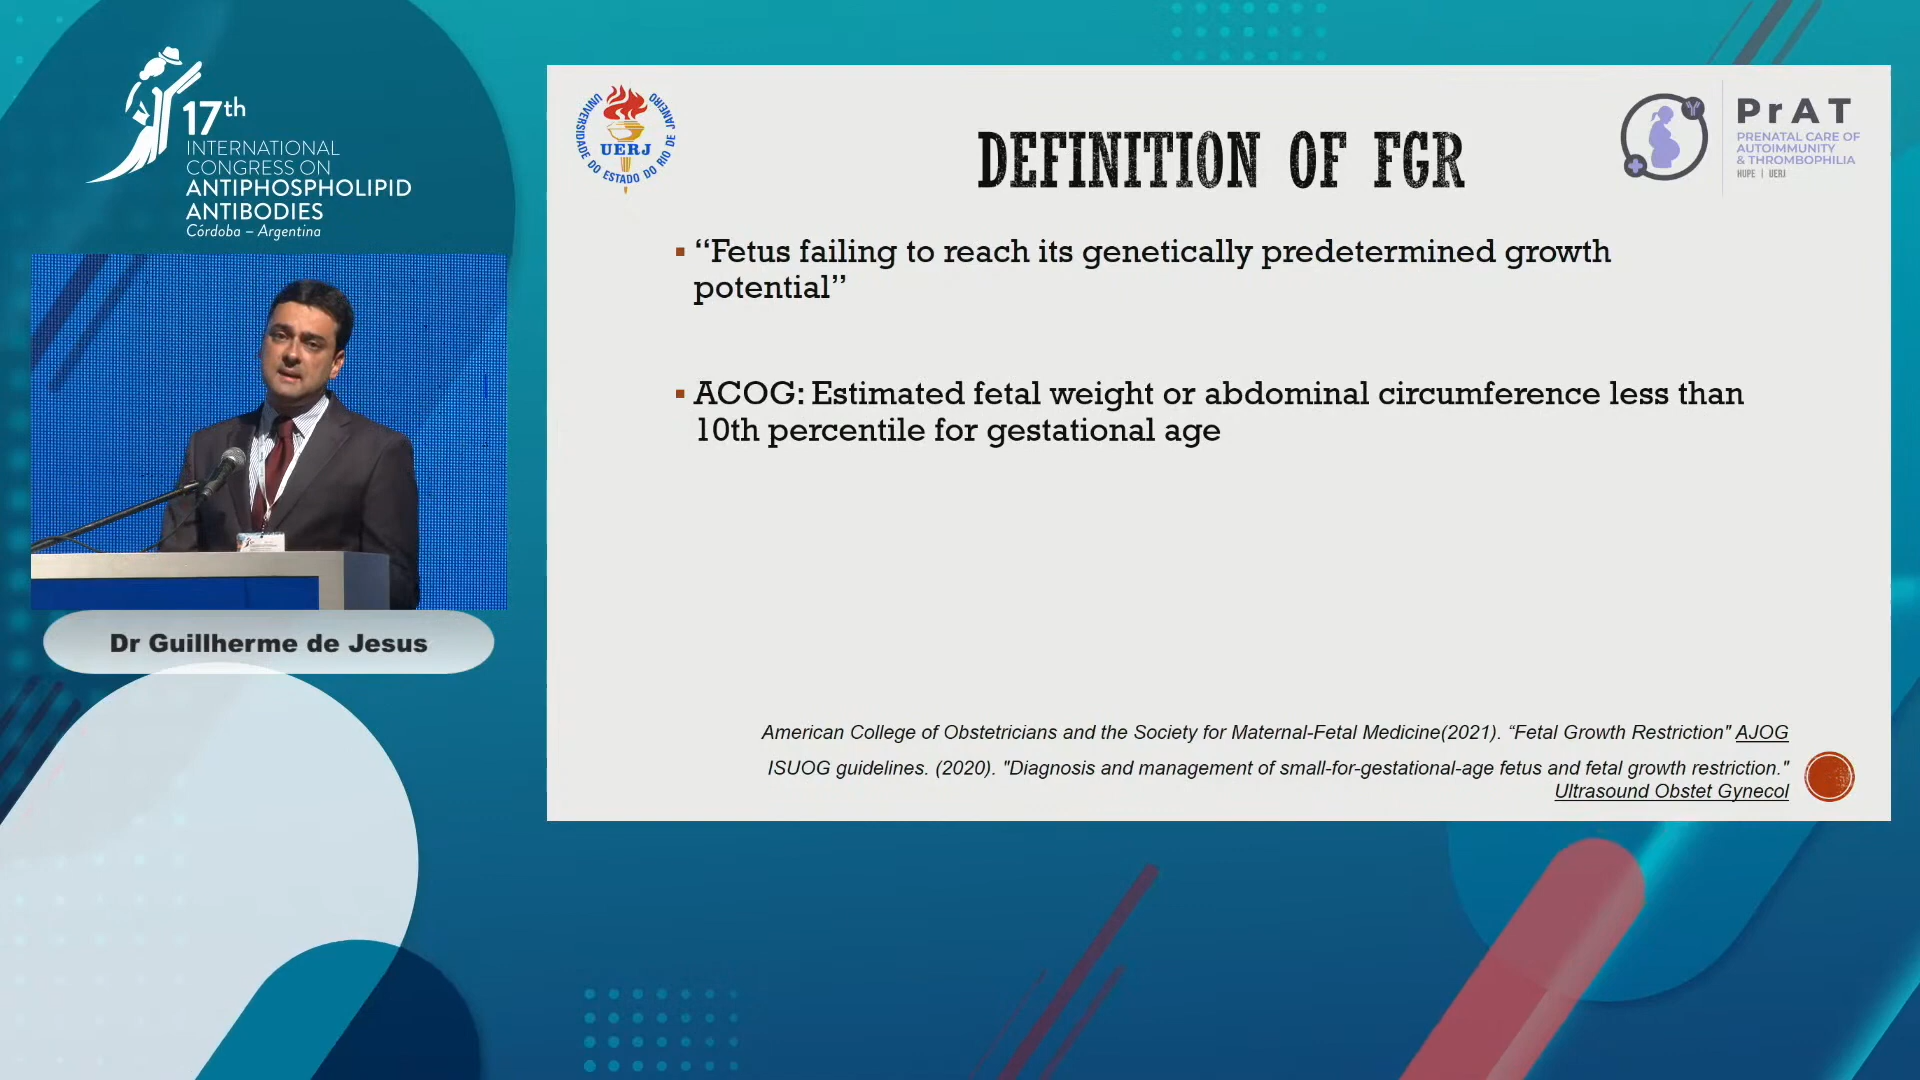 17th
INTERNATIONAL
CONGRESS ON
ANTIPHOSPHOLIPID
ANTIBODIES
Córdoba – Argentina
Dr Guillherme de Jesus
UNIVERSIDADE DO ESTADO DO RIO DE JANEIRO
UERJ
DEFINITION OF FGR
PrAT
PRENATAL CARE OF
AUTOIMMUNITY
& THROMBOPHILIA
HUPE | UERJ
▪ “Fetus failing to reach its genetically predetermined growth
potential”
▪ ACOG: Estimated fetal weight or abdominal circumference less than
10th percentile for gestational age
American College of Obstetricians and the Society for Maternal-Fetal Medicine(2021). “Fetal Growth Restriction" AJOG
ISUOG guidelines. (2020). "Diagnosis and management of small-for-gestational-age fetus and fetal growth restriction."
Ultrasound Obstet Gynecol